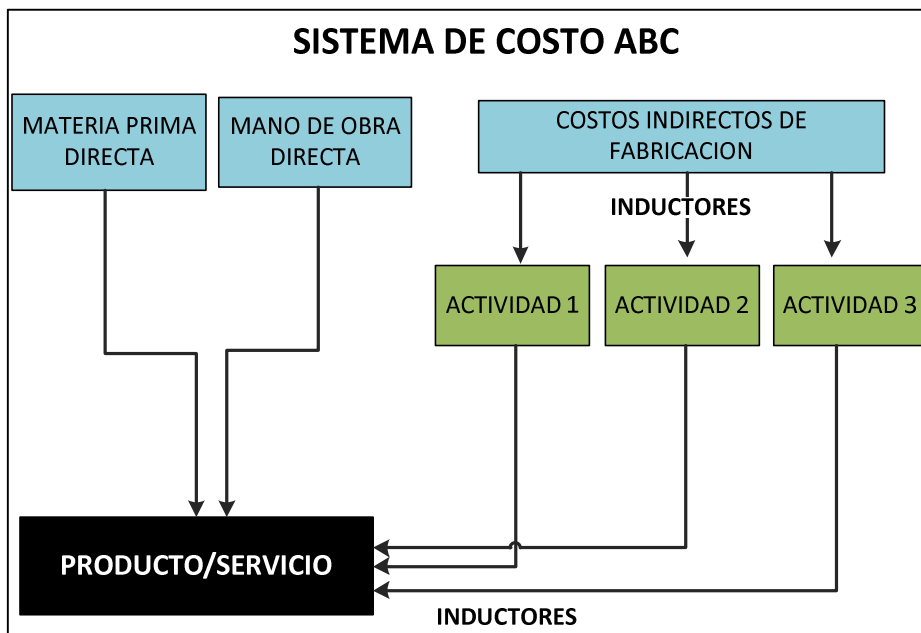 SISTEMA DE COSTO ABC
MATERIA PRIMA
DIRECTA
MANO DE OBRA
DIRECTA
COSTOS INDIRECTOS DE
FABRICACION
INDUCTORES
ACTIVIDAD 1
ACTIVIDAD 2
ACTIVIDAD 3
PRODUCTO/SERVICIO
INDUCTORES